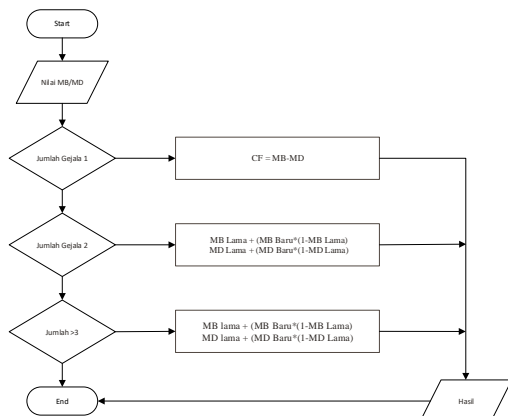 Start
Nilai MB/MD
Jumlah Gejala 1
CF = MB-MD
Jumlah Gejala 2
MB Lama + (MB Baru*(1-MB Lama)
MD Lama + (MD Baru*(1-MD Lama)
Jumlah >3
MB lama + (MB Baru*(1-MB Lama)
MD lama + (MD Baru*(1-MD Lama)
End
Hasil